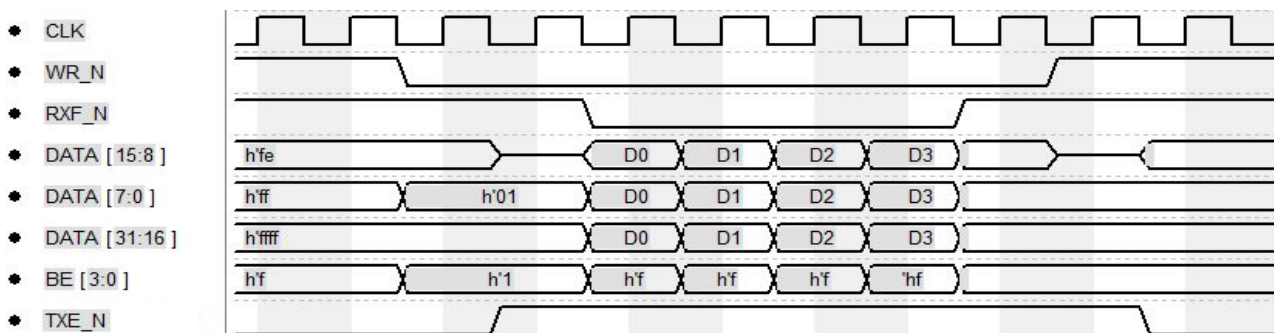 CLK
WR_N
RXF_N
DATA [ 15:8 ] h'fe D0 D1 D2 D3
DATA [ 7:0 ] h'ff h'01 D0 D1 D2 D3
DATA [ 31:16 ] h'ffff D0 D1 D2 D3
BE [ 3:0 ] h'f h'1 h'f h'f h'f 'hf
TXE_N